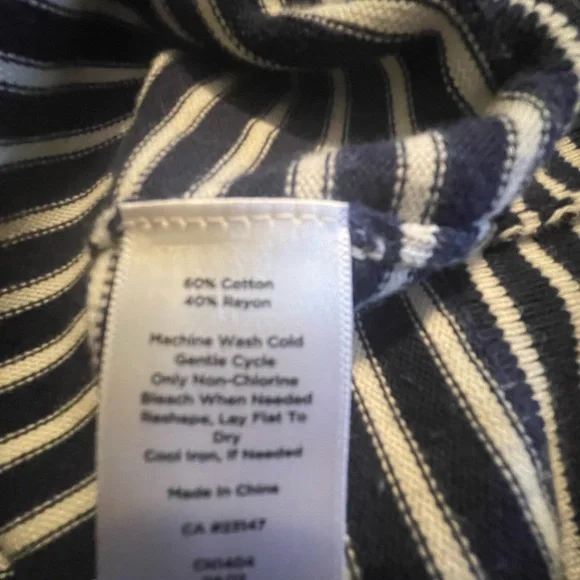 60% Cotton
40% Rayon
Machine Wash Cold
Gentle Cycle
Only Non-Chlorine
Bleach When Needed
Reshape, Lay Flat To
Dry
Cool Iron, If Needed
Made In China
CA #23147
CN1404